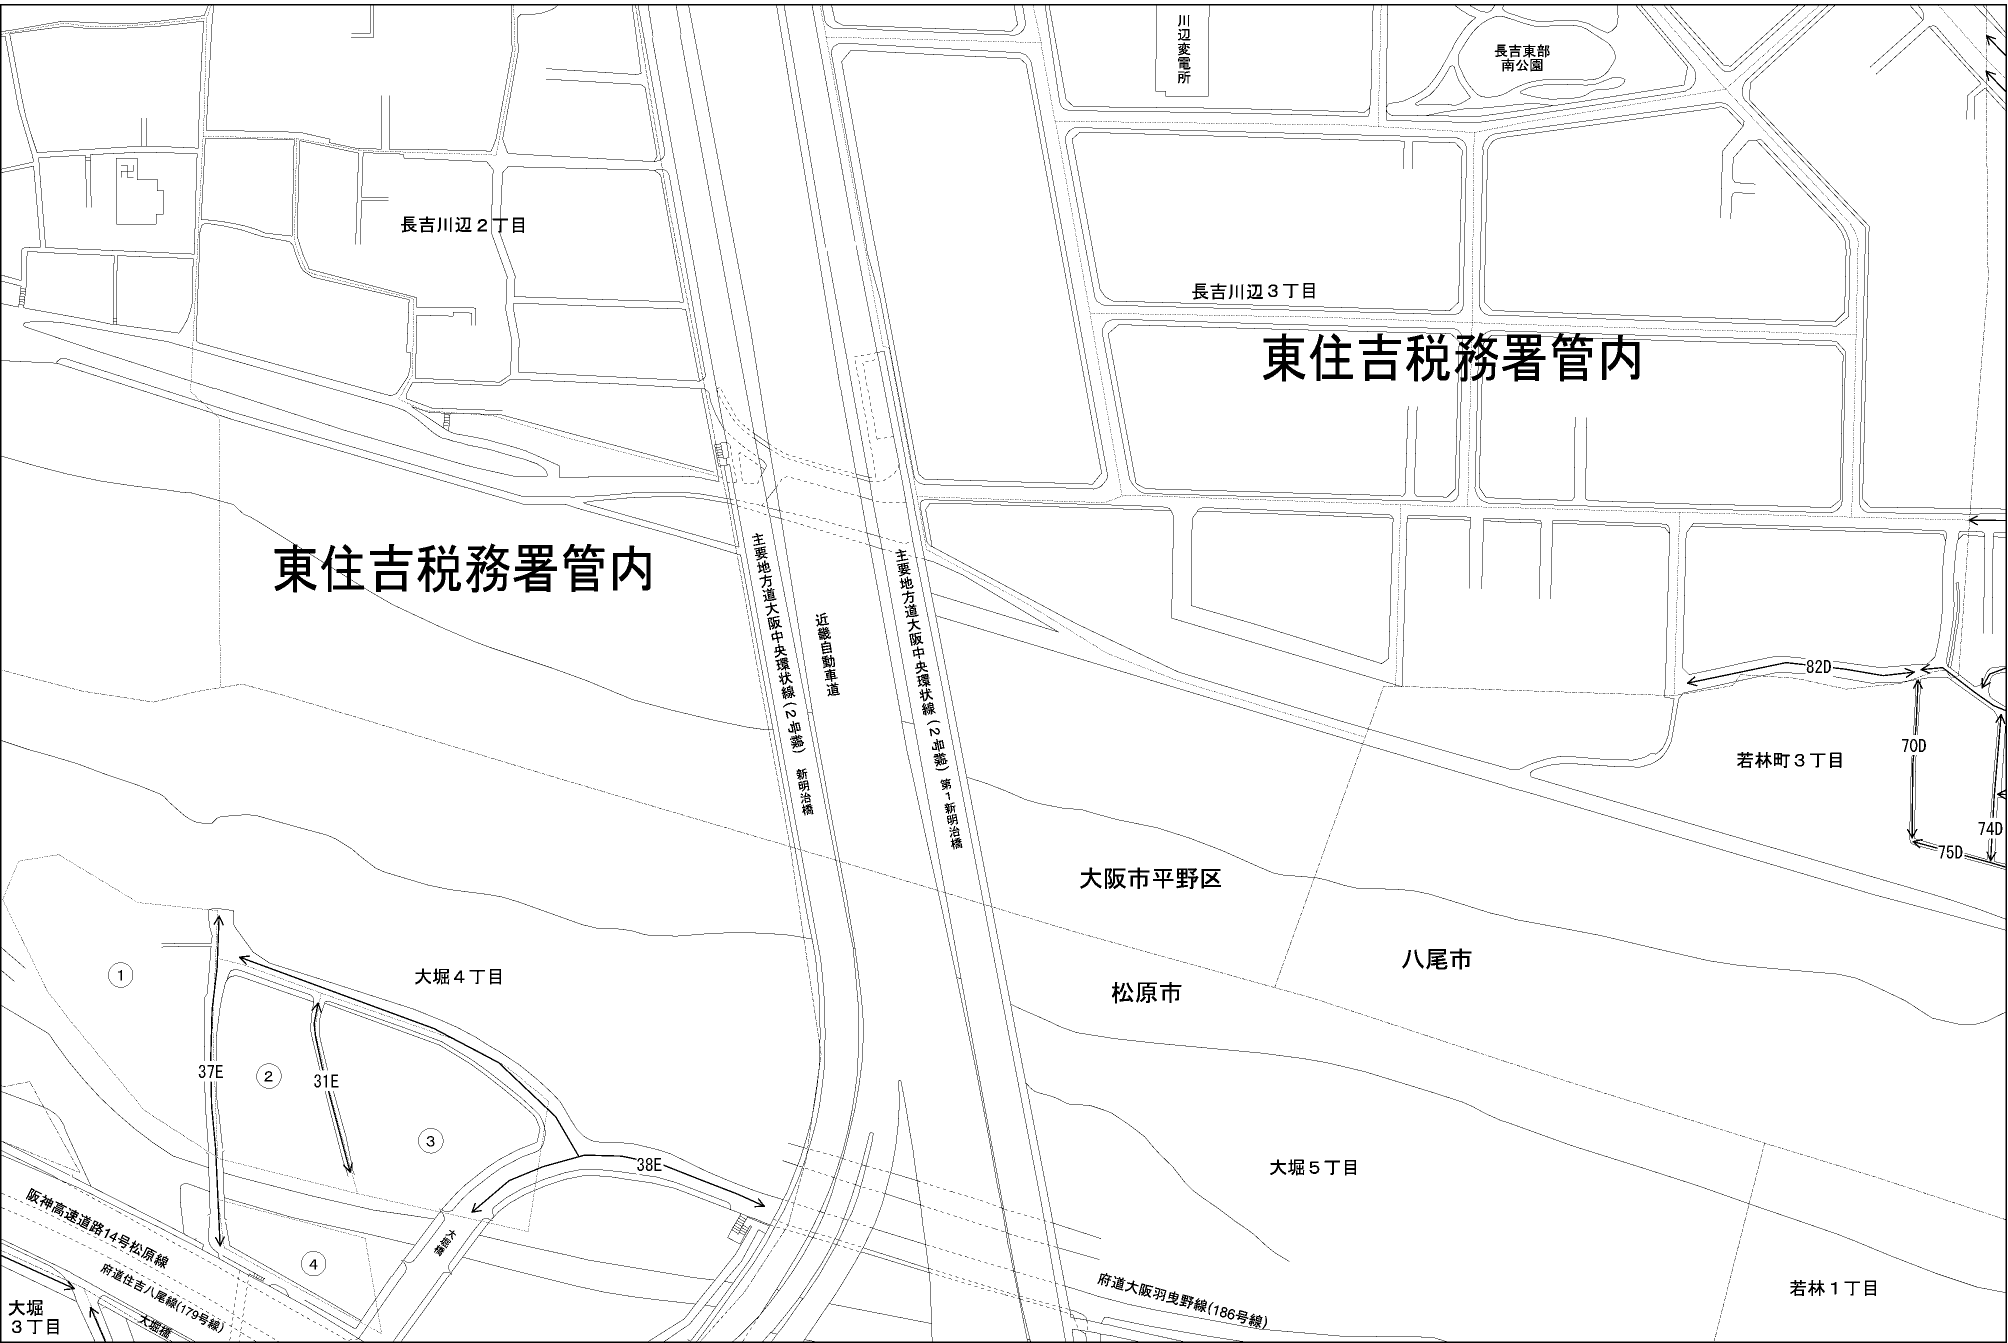 川辺変電所
長吉東部
南公園
長吉川辺２丁目
長吉川辺３丁目
東住吉税務署管内
東住吉税務署管内
主要地方道大阪中央環状線(２号線) 新明治橋
近畿自動車道
主要地方道大阪中央環状線(２号線) 第１新明治橋
82D
70D
若林町３丁目
74D
75D
大阪市平野区
八尾市
松原市
大堀４丁目
①
37E
②
31E
③
38E
大堀５丁目
大堀橋
④
阪神高速道路14号松原線
府道住吉八尾線(179号線)
大堀橋
大堀
３丁目
府道大阪羽曳野線(186号線)
若林１丁目